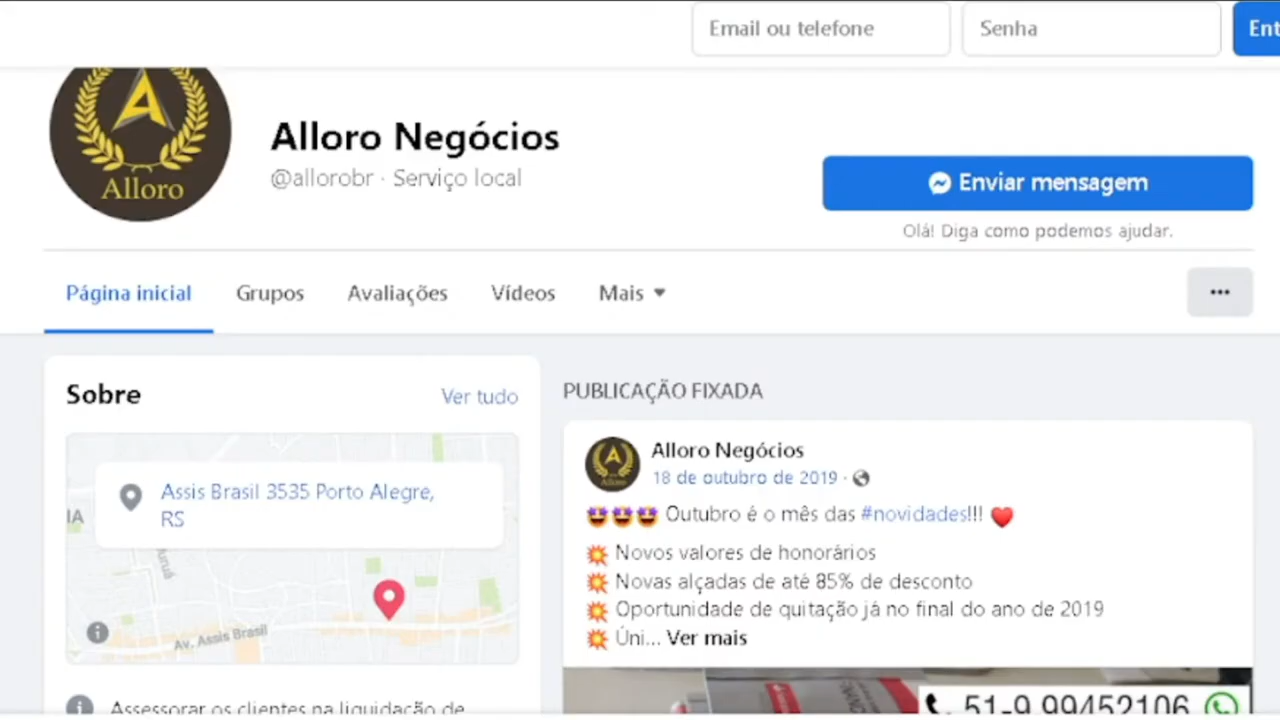 Email ou telefone
Senha
Ent
Alloro
Alloro Negócios
@allorobr · Serviço local
Enviar mensagem
Olá! Diga como podemos ajudar.
Página inicial
Grupos
Avaliações
Vídeos
Mais
Sobre
Ver tudo
Assis Brasil 3535 Porto Alegre,
RS
IA
Av. Assis Brasil
Assessorar os clientes na liquidação de
PUBLICAÇÃO FIXADA
Alloro Negócios
Alloro
18 de outubro de 2019 ·
🤩🤩🤩 Outubro é o mês das #novidades!!! ❤️
💥 Novos valores de honorários
💥 Novas alçadas de até 85% de desconto
💥 Oportunidade de quitação já no final do ano de 2019
💥 Úni... Ver mais
51-9.99452106